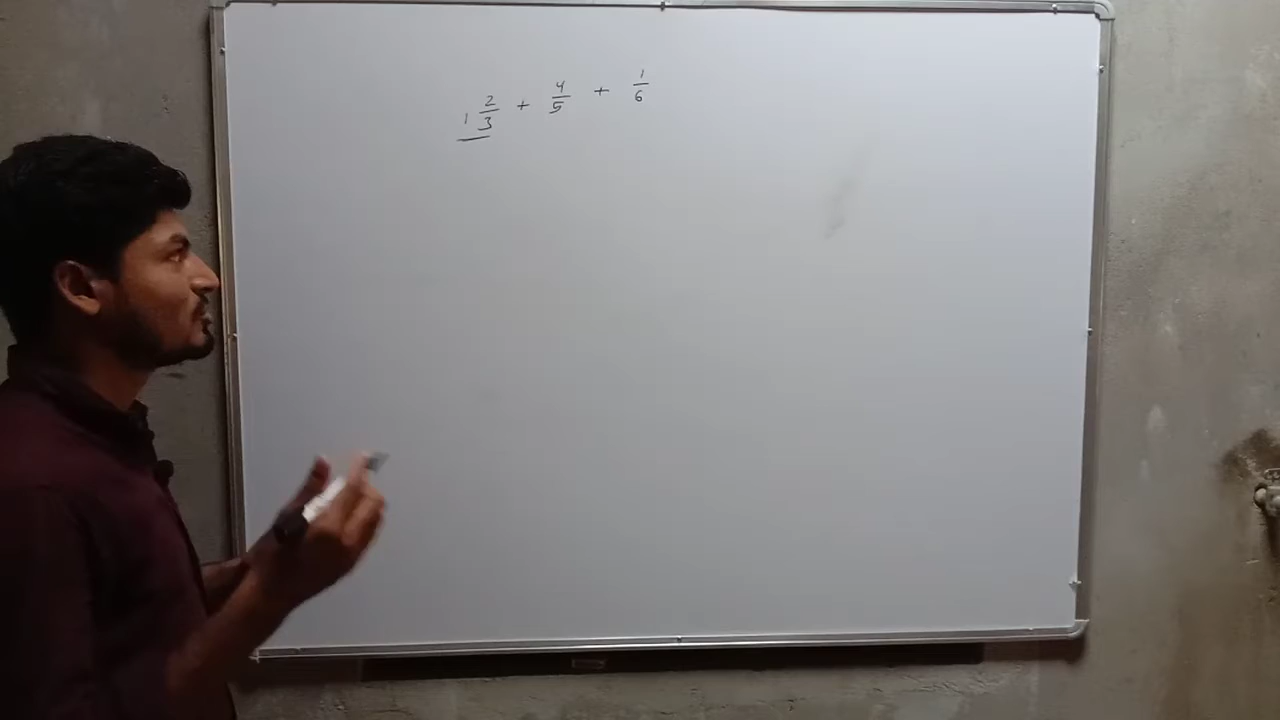 1 2/3 + 4/5 + 1/6